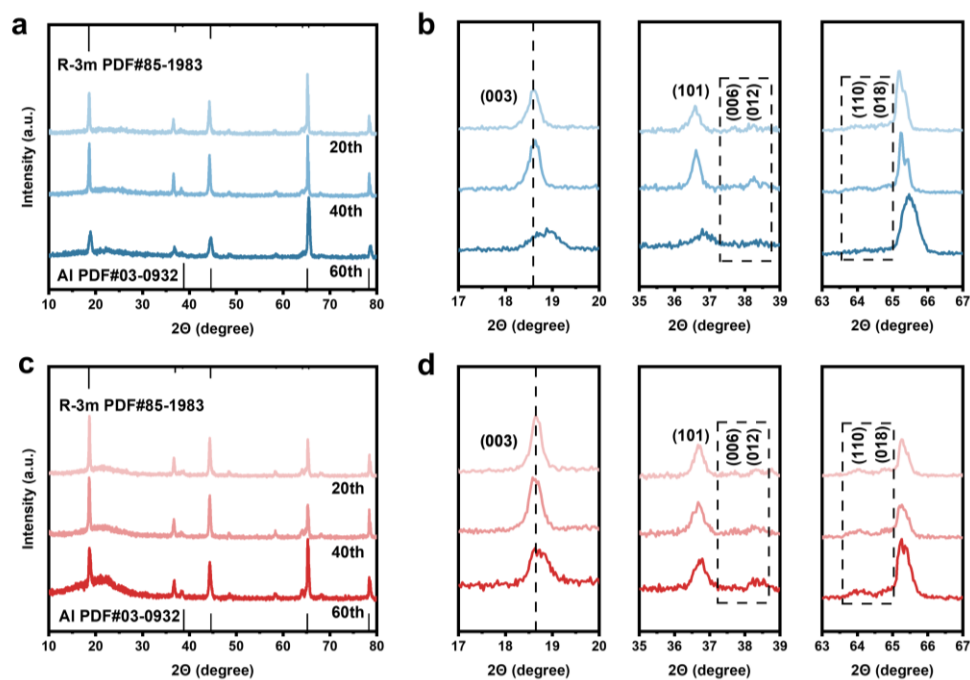 a
R-3m PDF#85-1983
20th
40th
60th
Al PDF#03-0932
Intensity (a.u.)
10 20 30 40 50 60 70 80
2Θ (degree)
b
(003)
17 18 19 20
2Θ (degree)
(101)
(006)
(012)
35 36 37 38 39
2Θ (degree)
(110)
(018)
63 64 65 66 67
2Θ (degree)
c
R-3m PDF#85-1983
20th
40th
60th
Al PDF#03-0932
Intensity (a.u.)
10 20 30 40 50 60 70 80
2Θ (degree)
d
(003)
17 18 19 20
2Θ (degree)
(101)
(006)
(012)
35 36 37 38 39
2Θ (degree)
(110)
(018)
63 64 65 66 67
2Θ (degree)